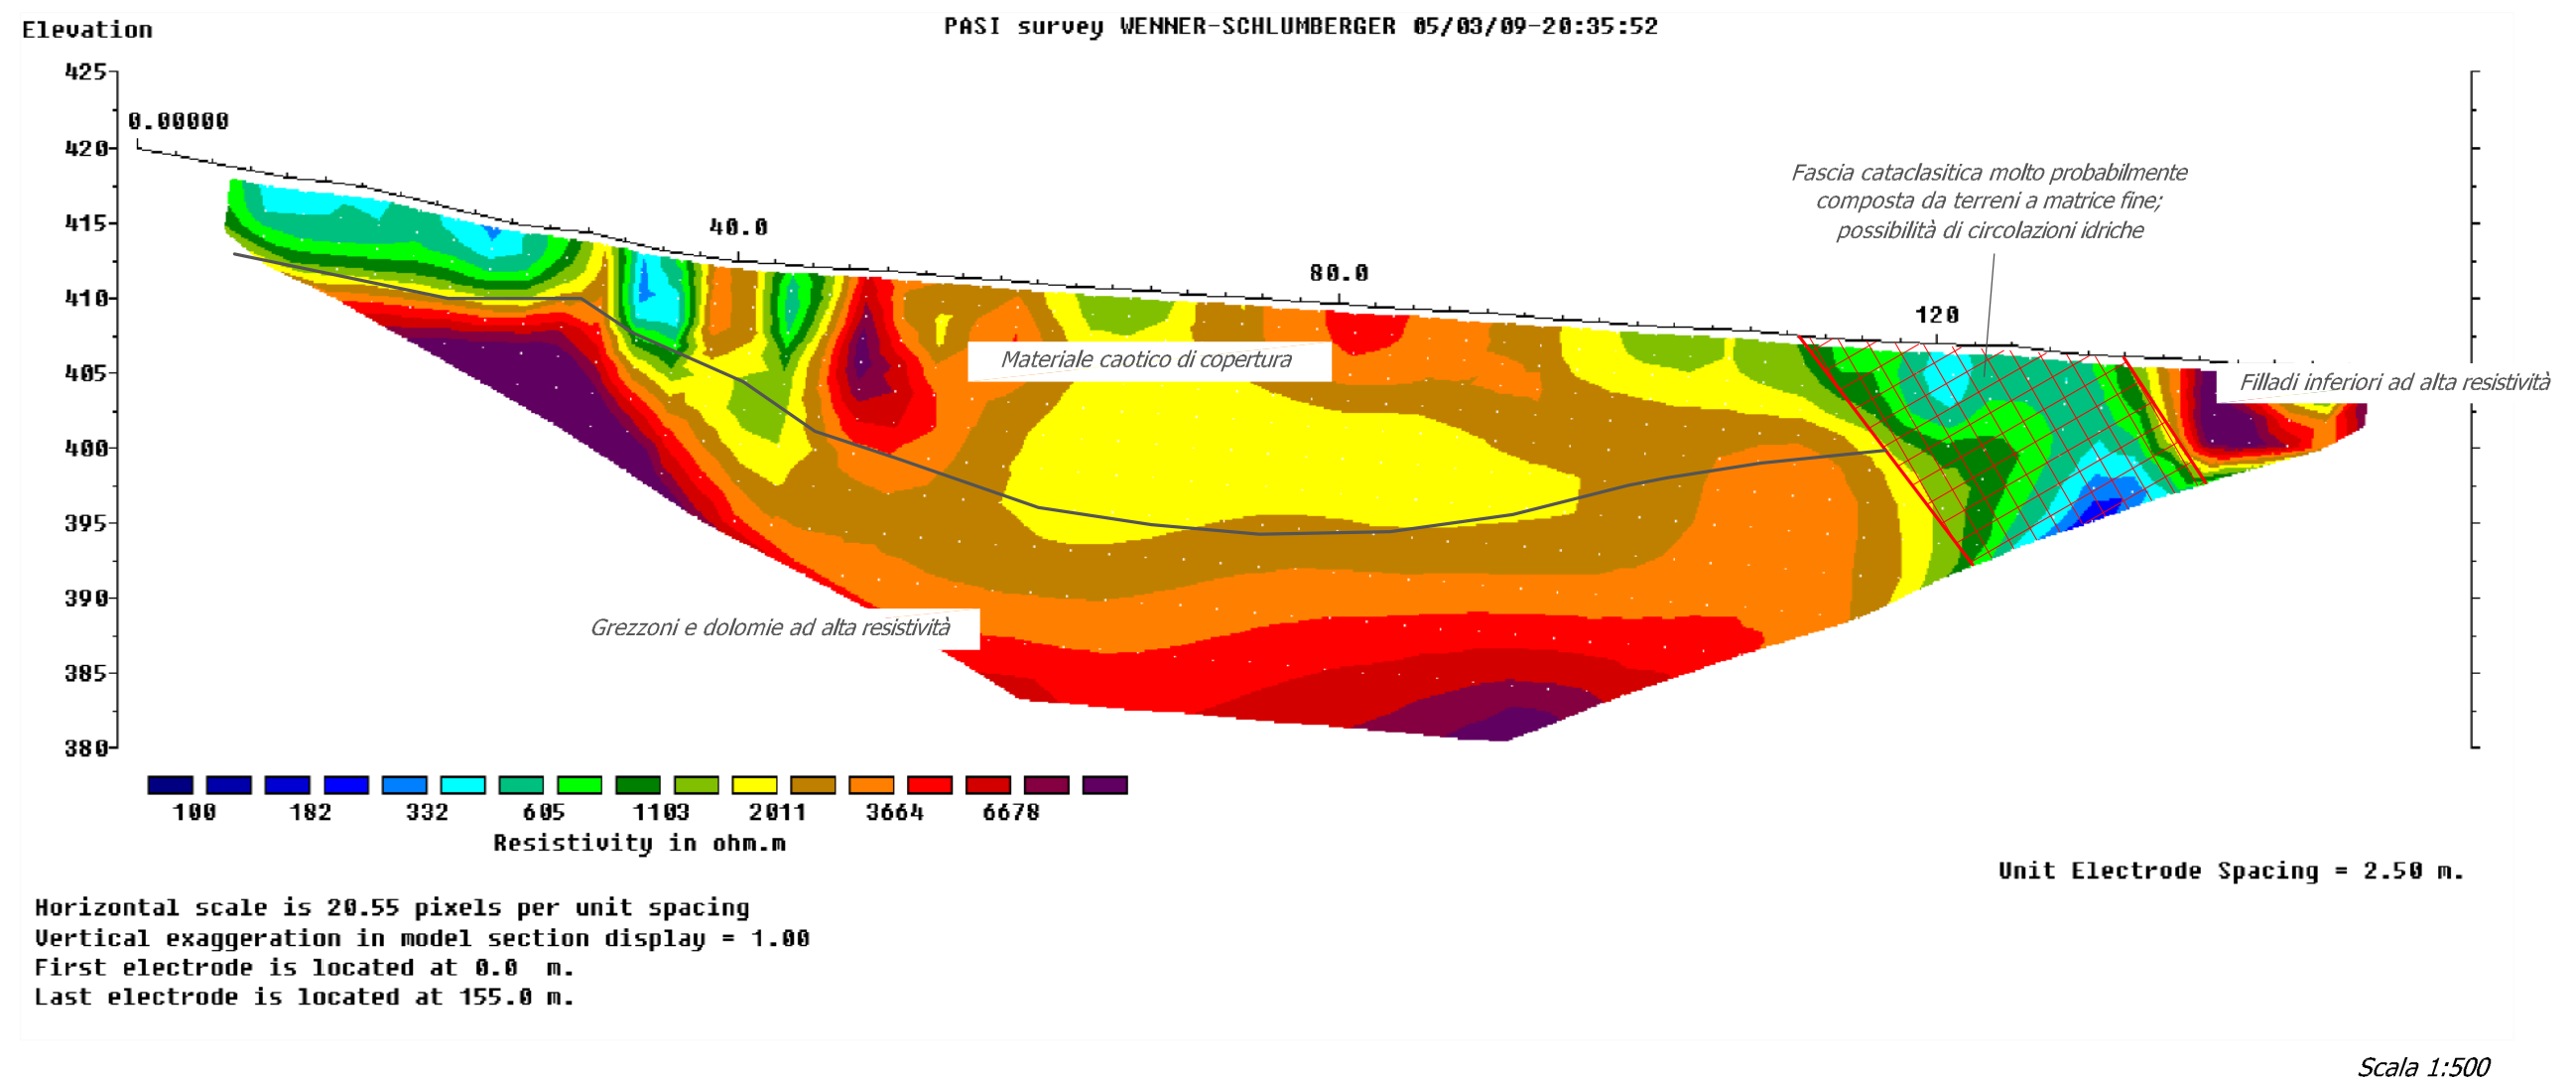 Elevation
PASI survey WENNER-SCHLUMBERGER 05/03/09-20:35:52
425
0.00000
420
415
410
405
400
395
390
385
380
40.0
80.0
120
Fascia cataclasitica molto probabilmente
composta da terreni a matrice fine;
possibilità di circolazioni idriche
Materiale caotico di copertura
Filladi inferiori ad alta resistività
Grezzoni e dolomie ad alta resistività
100 182 332 605 1103 2011 3664 6678
Resistivity in ohm.m
Unit Electrode Spacing = 2.50 m.
Horizontal scale is 20.55 pixels per unit spacing
Vertical exaggeration in model section display = 1.00
First electrode is located at 0.0 m.
Last electrode is located at 155.0 m.
Scala 1:500